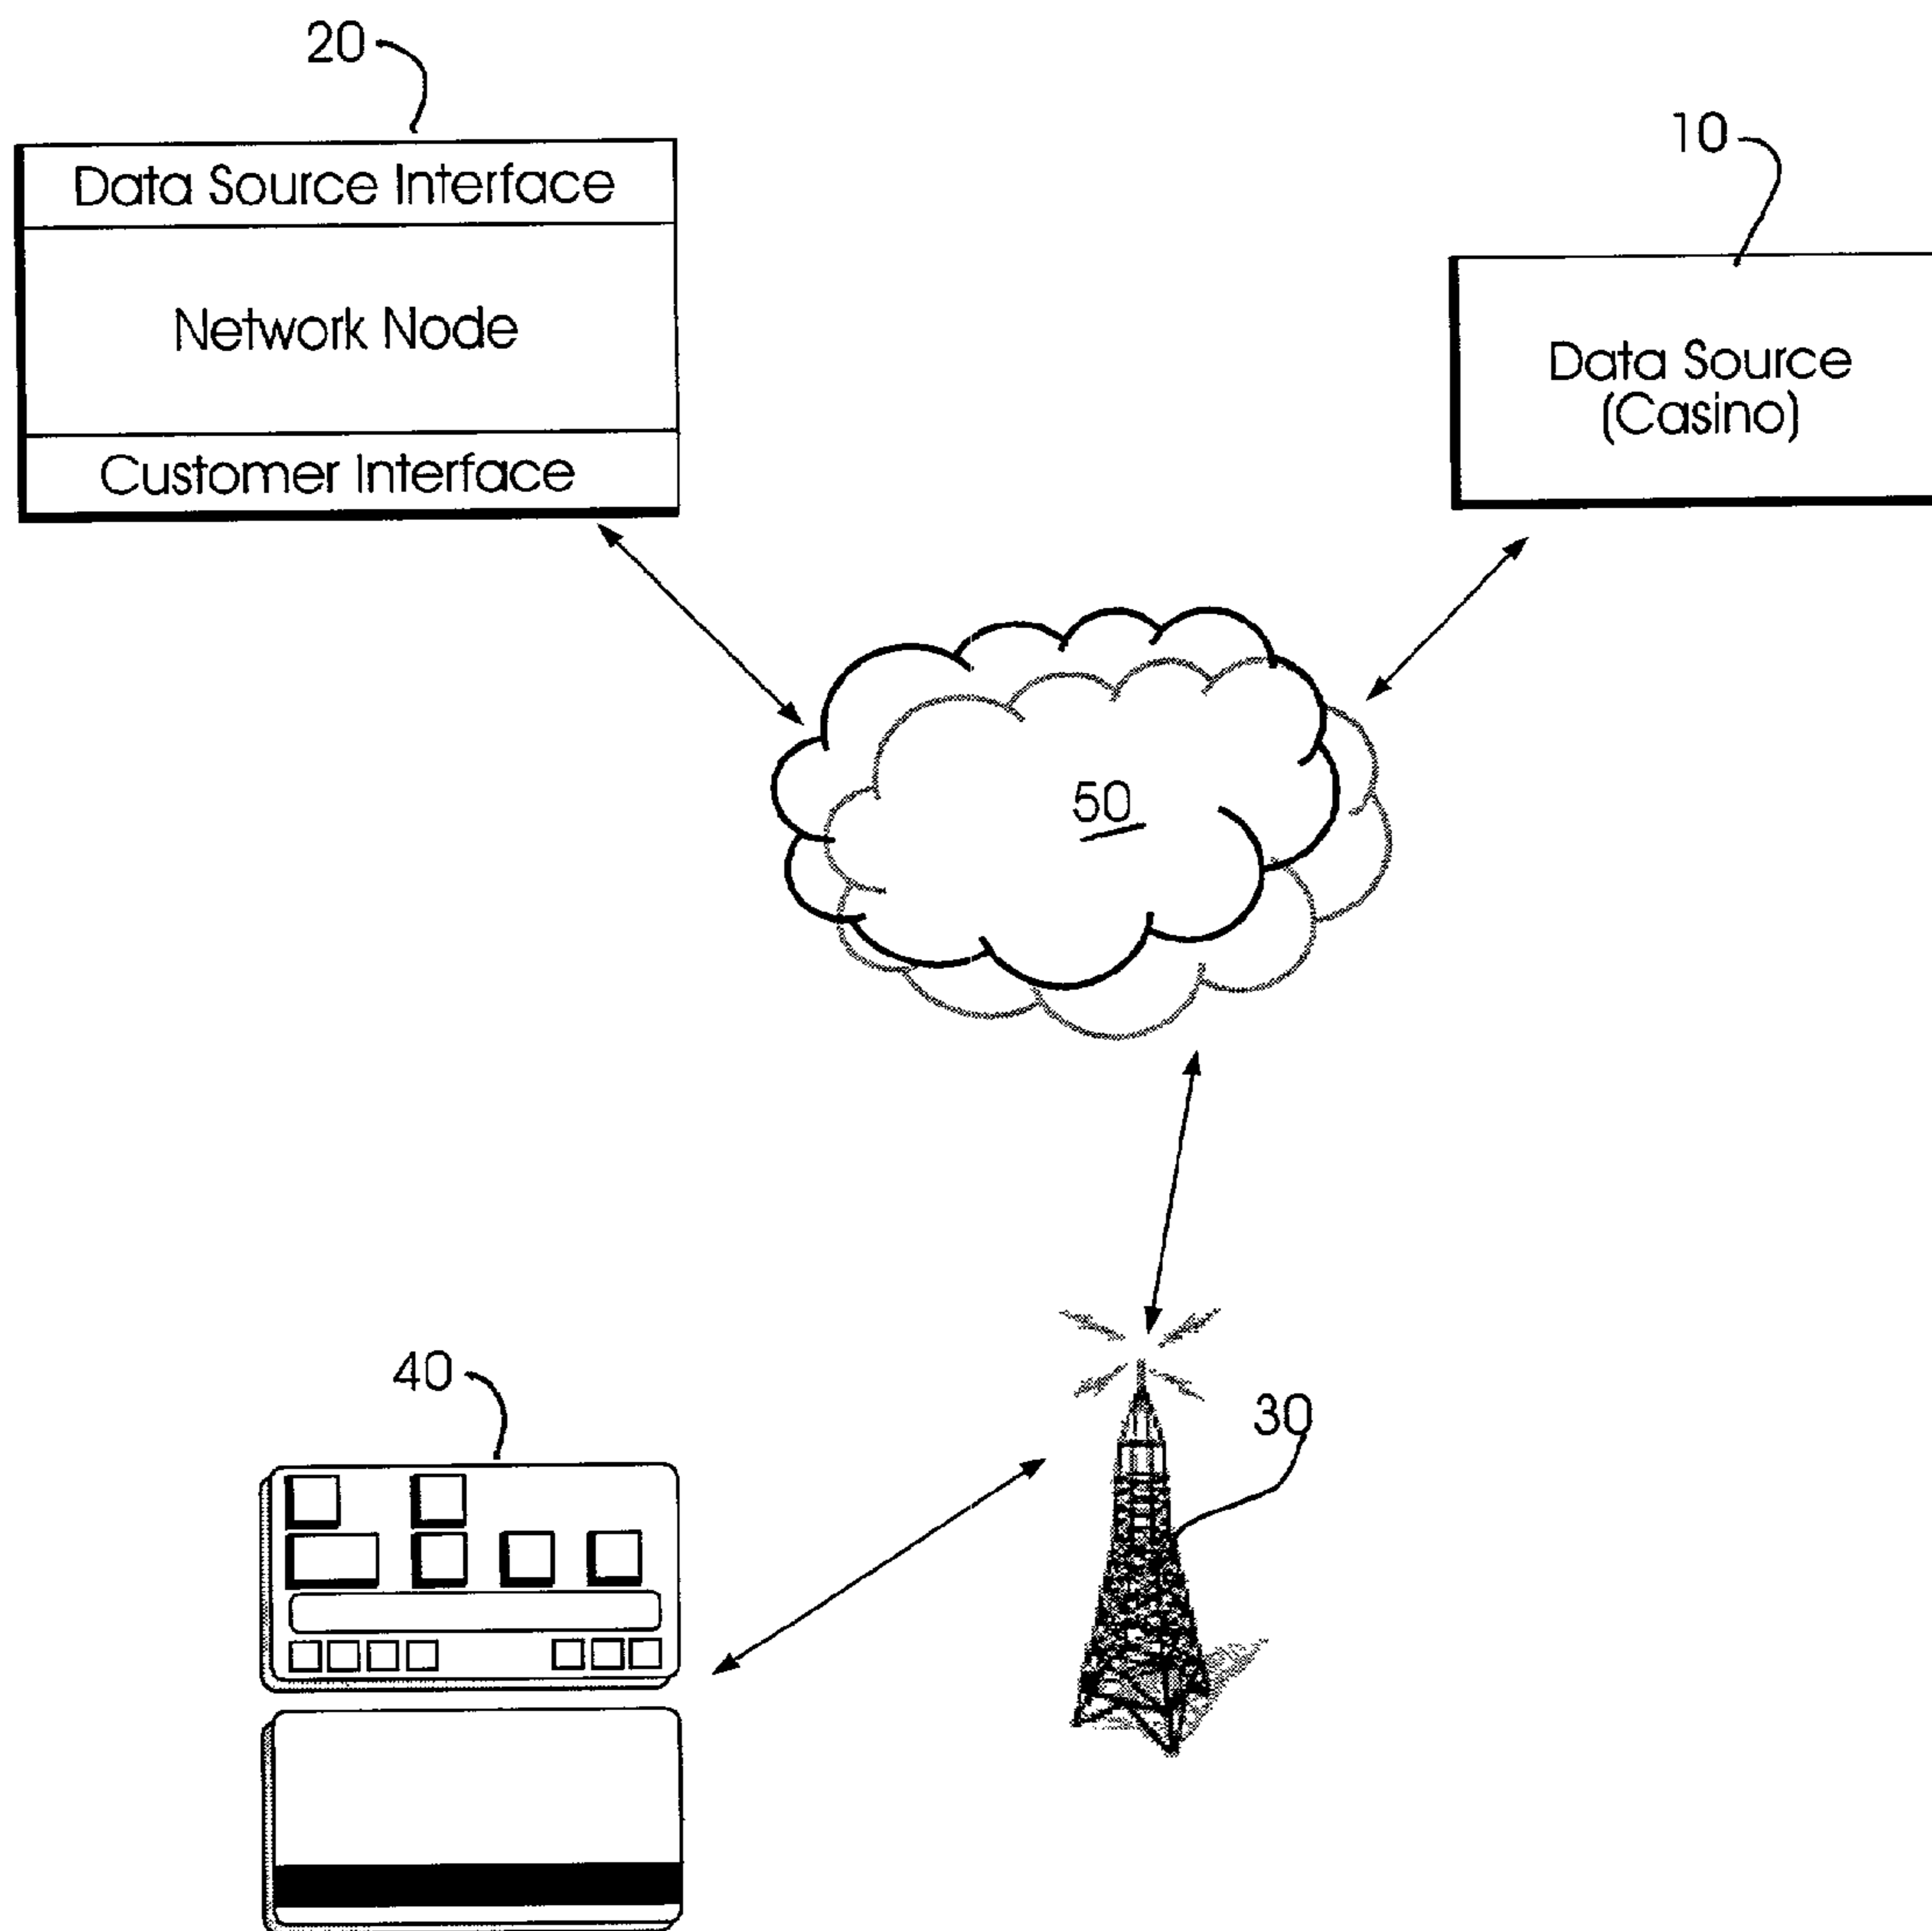 20
10
Data Source Interface
Network Node
Customer Interface
Data Source
(Casino)
50
40
30